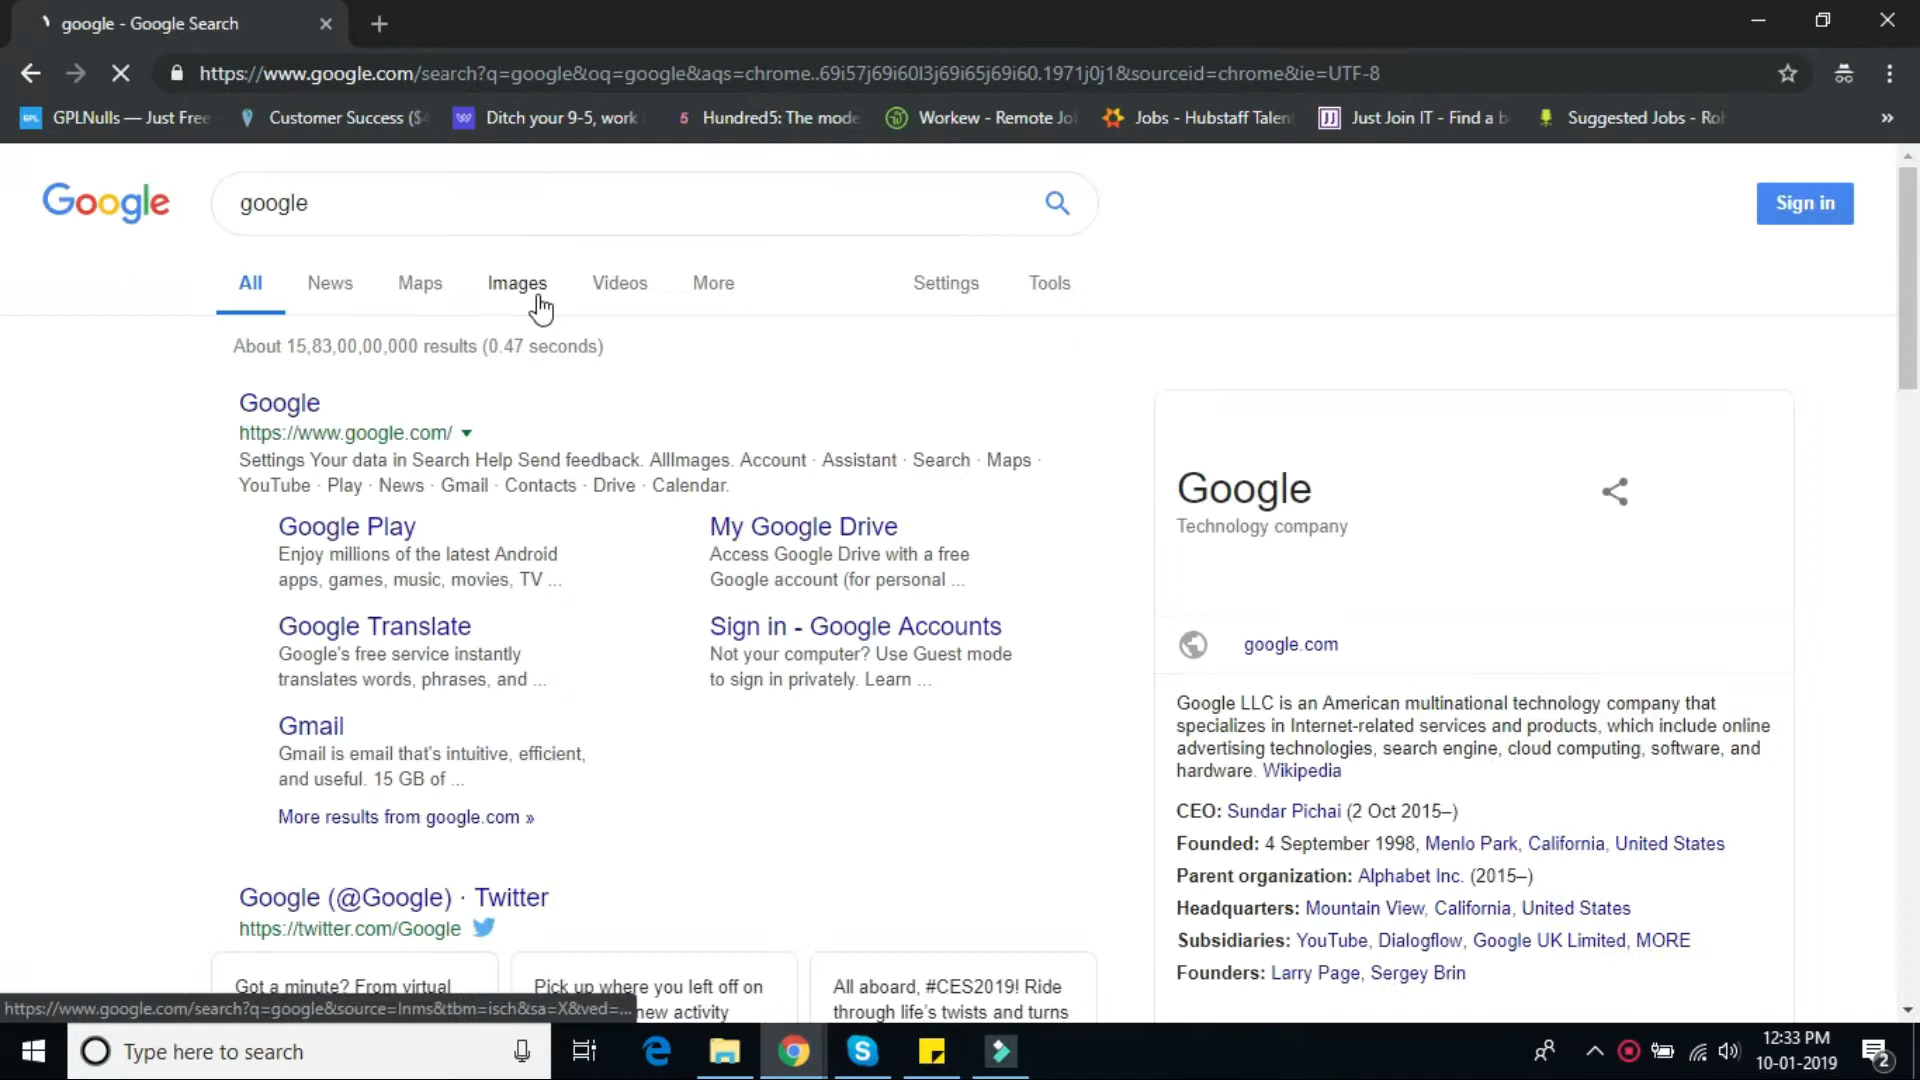 google - Google Search
https://www.google.com/search?q=google&oq=google&aqs=chrome..69i57j69i60l3j69i65j69i60.1971j0j1&sourceid=chrome&ie=UTF-8
GPL GPLNulls — Just Free
Customer Success ($
Ditch your 9-5, work
5 Hundred5: The mode
Workew - Remote Jo
Jobs - Hubstaff Talen
JJ Just Join IT - Find a b
Suggested Jobs - Ro
»
Google
google
Sign in
All News Maps Images Videos More Settings Tools
About 15,83,00,00,000 results (0.47 seconds)
Google
https://www.google.com/
Settings Your data in Search Help Send feedback. AllImages. Account · Assistant · Search · Maps ·
YouTube · Play · News · Gmail · Contacts · Drive · Calendar.
Google Play
Enjoy millions of the latest Android
apps, games, music, movies, TV ...
My Google Drive
Access Google Drive with a free
Google account (for personal ...
Google Translate
Google's free service instantly
translates words, phrases, and ...
Sign in - Google Accounts
Not your computer? Use Guest mode
to sign in privately. Learn ...
Gmail
Gmail is email that's intuitive, efficient,
and useful. 15 GB of ...
More results from google.com »
Google (@Google) · Twitter
https://twitter.com/Google
Got a minute? From virtual
Pick up where you left off on
new activity
All aboard, #CES2019! Ride
through life's twists and turns
Google
Technology company
google.com
Google LLC is an American multinational technology company that
specializes in Internet-related services and products, which include online
advertising technologies, search engine, cloud computing, software, and
hardware. Wikipedia
CEO: Sundar Pichai (2 Oct 2015–)
Founded: 4 September 1998, Menlo Park, California, United States
Parent organization: Alphabet Inc. (2015–)
Headquarters: Mountain View, California, United States
Subsidiaries: YouTube, Dialogflow, Google UK Limited, MORE
Founders: Larry Page, Sergey Brin
https://www.google.com/search?q=google&source=lnms&tbm=isch&sa=X&ved=...
Type here to search
12:33 PM
10-01-2019
2